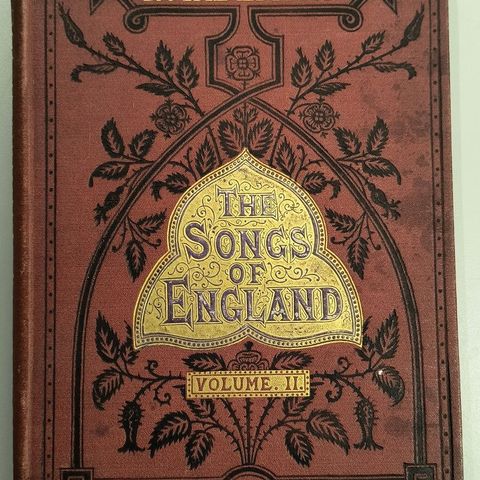 THE
SONGS
OF
ENGLAND
VOLUME. II.